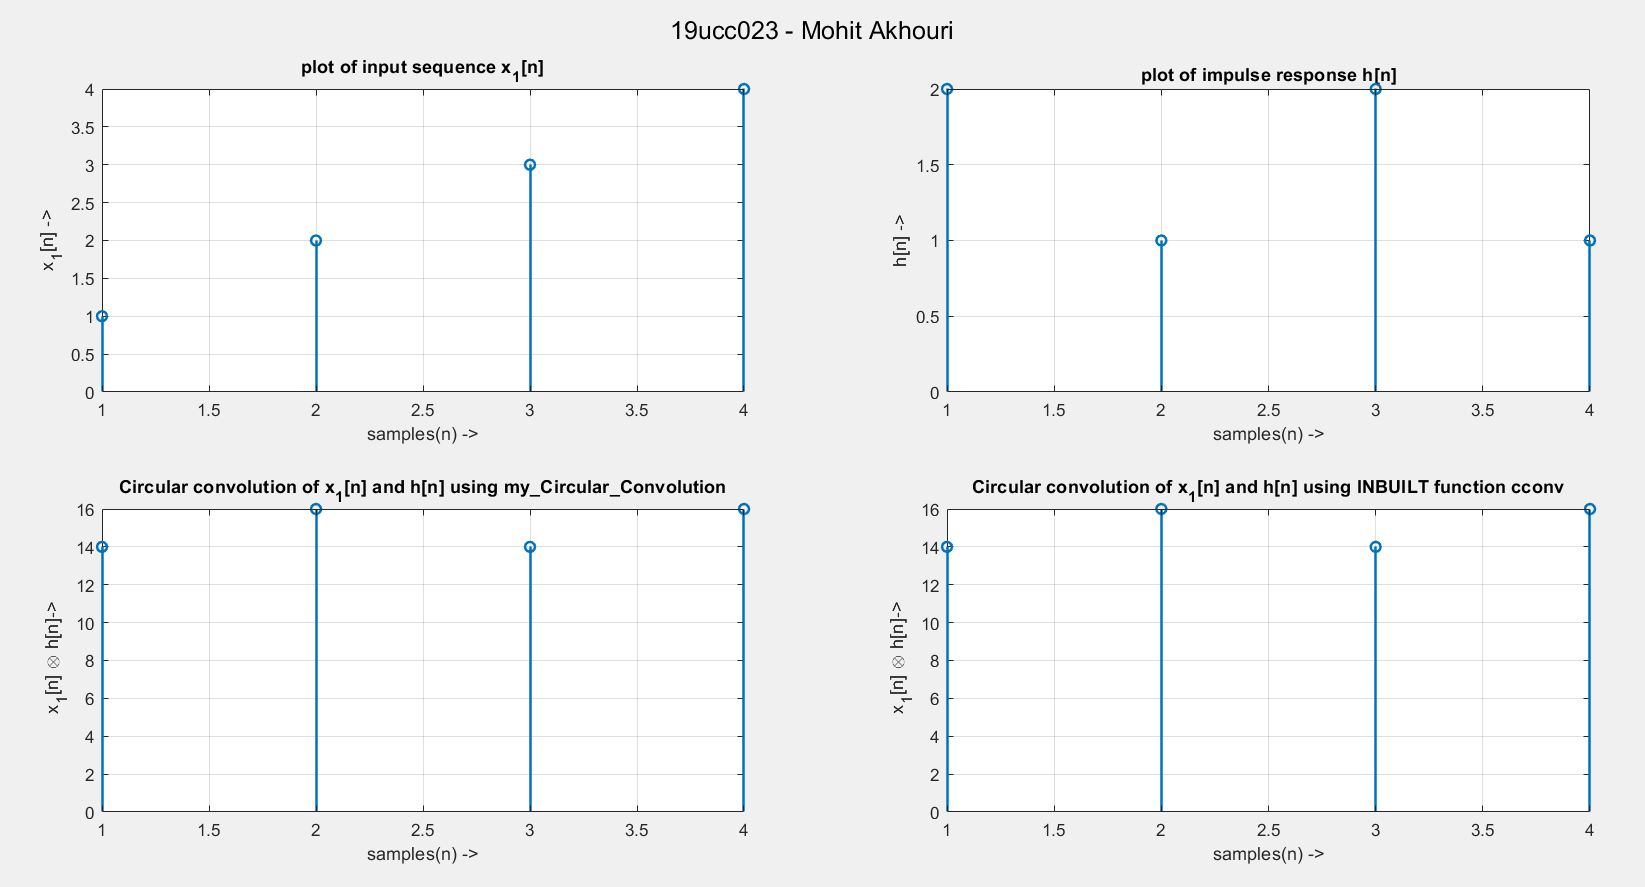 19ucc023 - Mohit Akhouri
plot of input sequence x₁[n]
4
3.5
3
2.5
2
1.5
1
0.5
0
1 1.5 2 2.5 3 3.5 4
samples(n) ->
x₁[n] ->
plot of impulse response h[n]
2
1.5
1
0.5
0
1 1.5 2 2.5 3 3.5 4
samples(n) ->
h[n] ->
Circular convolution of x₁[n] and h[n] using my_Circular_Convolution
16
14
12
10
8
6
4
2
0
1 1.5 2 2.5 3 3.5 4
samples(n) ->
x₁[n] ⊗ h[n]->
Circular convolution of x₁[n] and h[n] using INBUILT function cconv
16
14
12
10
8
6
4
2
0
1 1.5 2 2.5 3 3.5 4
samples(n) ->
x₁[n] ⊗ h[n]->